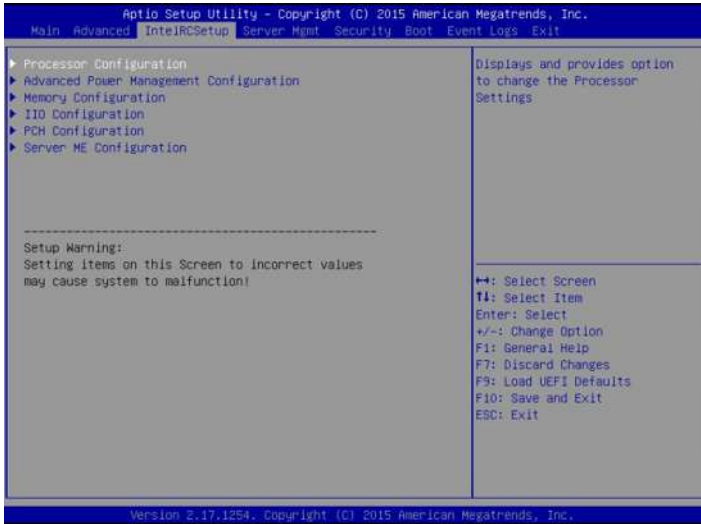 Aptio Setup Utility – Copyright (C) 2015 American Megatrends, Inc.
Main Advanced IntelRCSetup Server Mgmt Security Boot Event Logs Exit
▶ Processor Configuration
▶ Advanced Power Management Configuration
▶ Memory Configuration
▶ IIO Configuration
▶ PCH Configuration
▶ Server ME Configuration
--------------------------------------------------
Setup Warning:
Setting items on this Screen to incorrect values
may cause system to malfunction!
Displays and provides option
to change the Processor
Settings
↔: Select Screen
↑↓: Select Item
Enter: Select
+/-: Change Option
F1: General Help
F7: Discard Changes
F9: Load UEFI Defaults
F10: Save and Exit
ESC: Exit
Version 2.17.1254. Copyright (C) 2015 American Megatrends, Inc.